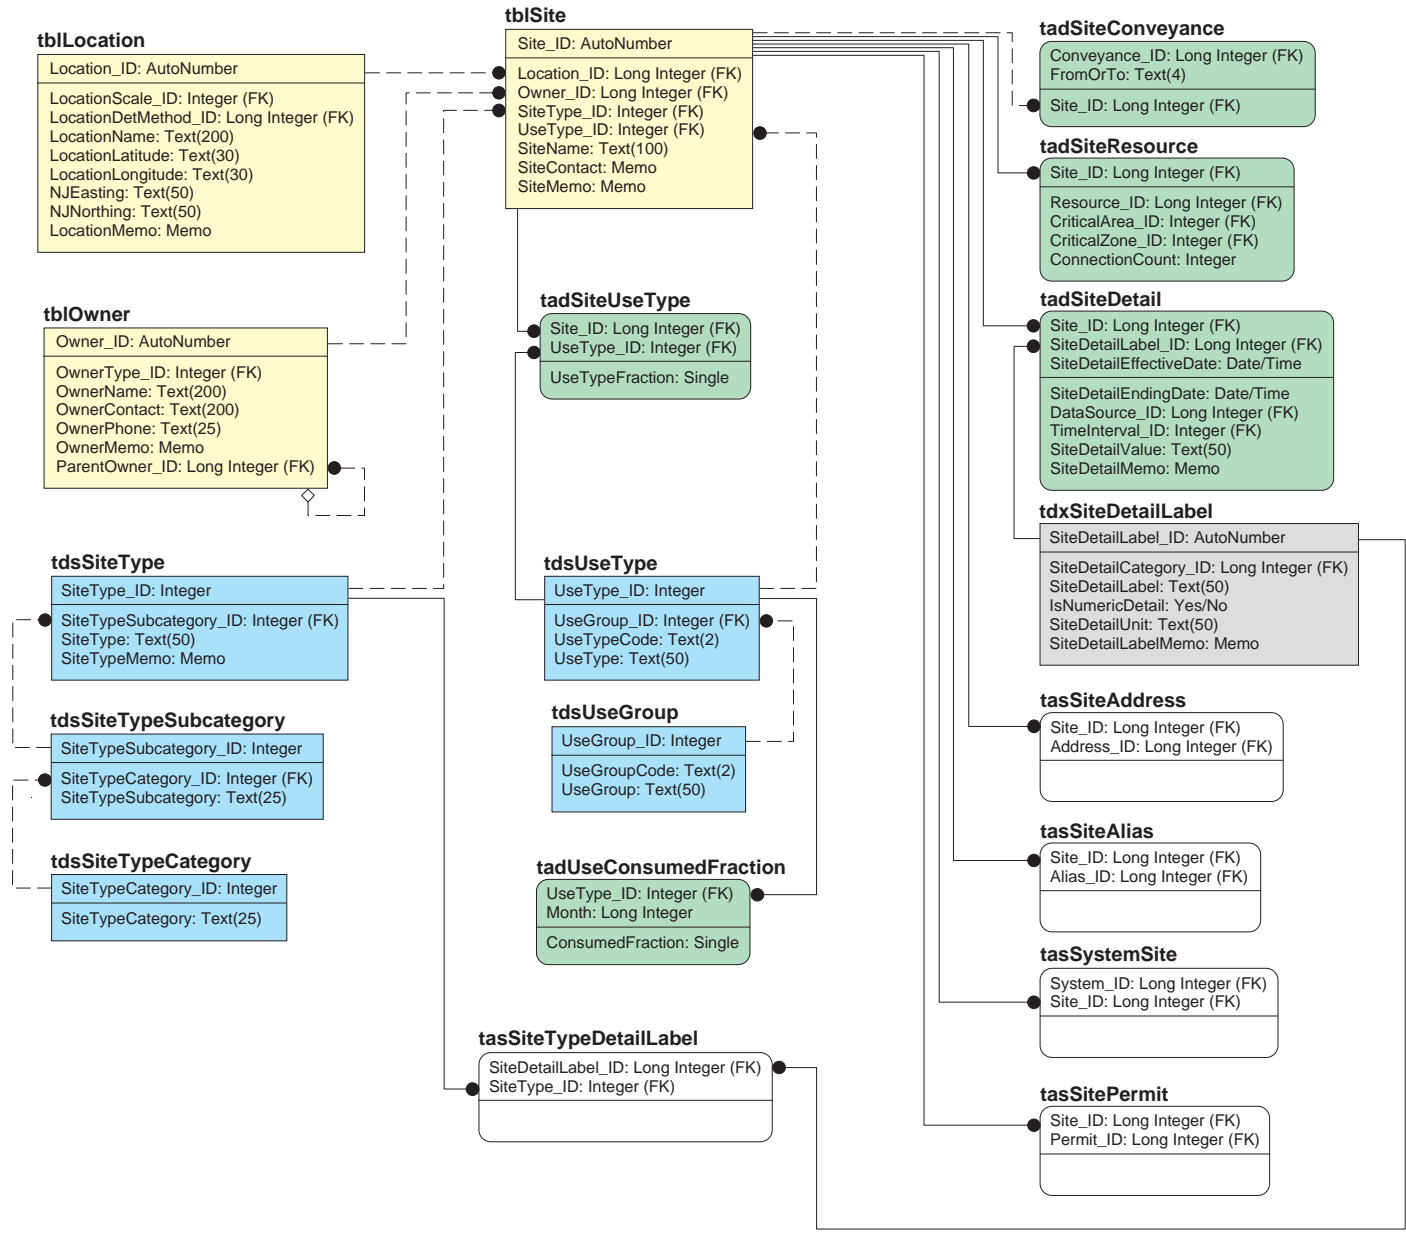 tblLocation
Location_ID: AutoNumber
LocationScale_ID: Integer (FK)
LocationDetMethod_ID: Long Integer (FK)
LocationName: Text(200)
LocationLatitude: Text(30)
LocationLongitude: Text(30)
NJEasting: Text(50)
NJNorthing: Text(50)
LocationMemo: Memo
tblOwner
Owner_ID: AutoNumber
OwnerType_ID: Integer (FK)
OwnerName: Text(200)
OwnerContact: Text(200)
OwnerPhone: Text(25)
OwnerMemo: Memo
ParentOwner_ID: Long Integer (FK)
tdsSiteType
SiteType_ID: Integer
SiteTypeSubcategory_ID: Integer (FK)
SiteType: Text(50)
SiteTypeMemo: Memo
tdsSiteTypeSubcategory
SiteTypeSubcategory_ID: Integer
SiteTypeCategory_ID: Integer (FK)
SiteTypeSubcategory: Text(25)
tdsSiteTypeCategory
SiteTypeCategory_ID: Integer
SiteTypeCategory: Text(25)
tblSite
Site_ID: AutoNumber
Location_ID: Long Integer (FK)
Owner_ID: Long Integer (FK)
SiteType_ID: Integer (FK)
UseType_ID: Integer (FK)
SiteName: Text(100)
SiteContact: Memo
SiteMemo: Memo
tadSiteUseType
Site_ID: Long Integer (FK)
UseType_ID: Integer (FK)
UseTypeFraction: Single
tdsUseType
UseType_ID: Integer
UseGroup_ID: Integer (FK)
UseTypeCode: Text(2)
UseType: Text(50)
tdsUseGroup
UseGroup_ID: Integer
UseGroupCode: Text(2)
UseGroup: Text(50)
tadUseConsumedFraction
UseType_ID: Integer (FK)
Month: Long Integer
ConsumedFraction: Single
tasSiteTypeDetailLabel
SiteDetailLabel_ID: Long Integer (FK)
SiteType_ID: Integer (FK)
tadSiteConveyance
Conveyance_ID: Long Integer (FK)
FromOrTo: Text(4)
Site_ID: Long Integer (FK)
tadSiteResource
Site_ID: Long Integer (FK)
Resource_ID: Long Integer (FK)
CriticalArea_ID: Integer (FK)
CriticalZone_ID: Integer (FK)
ConnectionCount: Integer
tadSiteDetail
Site_ID: Long Integer (FK)
SiteDetailLabel_ID: Long Integer (FK)
SiteDetailEffectiveDate: Date/Time
SiteDetailEndingDate: Date/Time
DataSource_ID: Long Integer (FK)
TimeInterval_ID: Integer (FK)
SiteDetailValue: Text(50)
SiteDetailMemo: Memo
tdxSiteDetailLabel
SiteDetailLabel_ID: AutoNumber
SiteDetailCategory_ID: Long Integer (FK)
SiteDetailLabel: Text(50)
IsNumericDetail: Yes/No
SiteDetailUnit: Text(50)
SiteDetailLabelMemo: Memo
tasSiteAddress
Site_ID: Long Integer (FK)
Address_ID: Long Integer (FK)
tasSiteAlias
Site_ID: Long Integer (FK)
Alias_ID: Long Integer (FK)
tasSystemSite
System_ID: Long Integer (FK)
Site_ID: Long Integer (FK)
tasSitePermit
Site_ID: Long Integer (FK)
Permit_ID: Long Integer (FK)